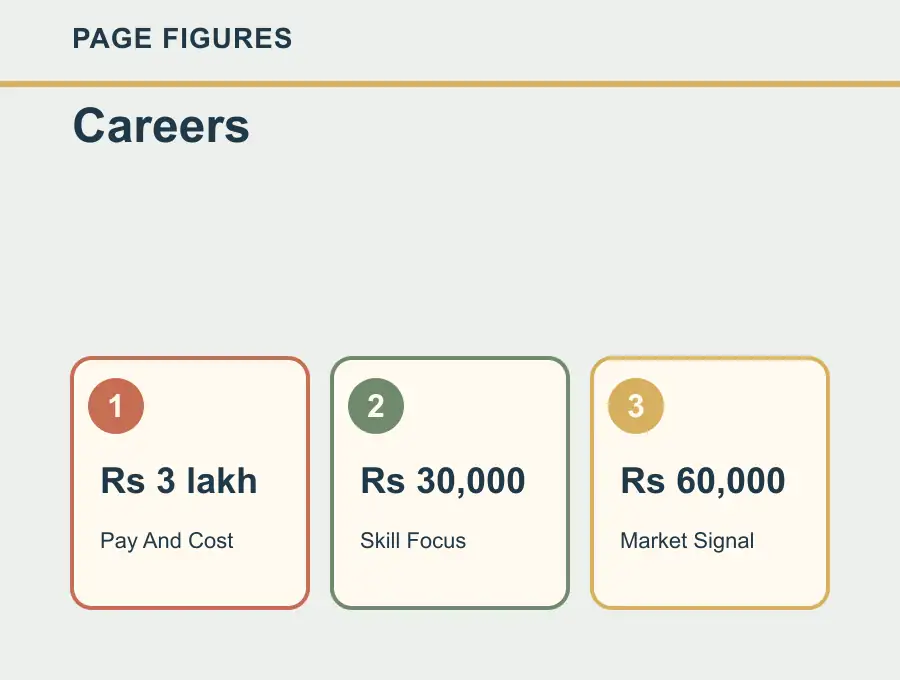 PAGE FIGURES
Careers
1
Rs 3 lakh
Pay And Cost
2
Rs 30,000
Skill Focus
3
Rs 60,000
Market Signal